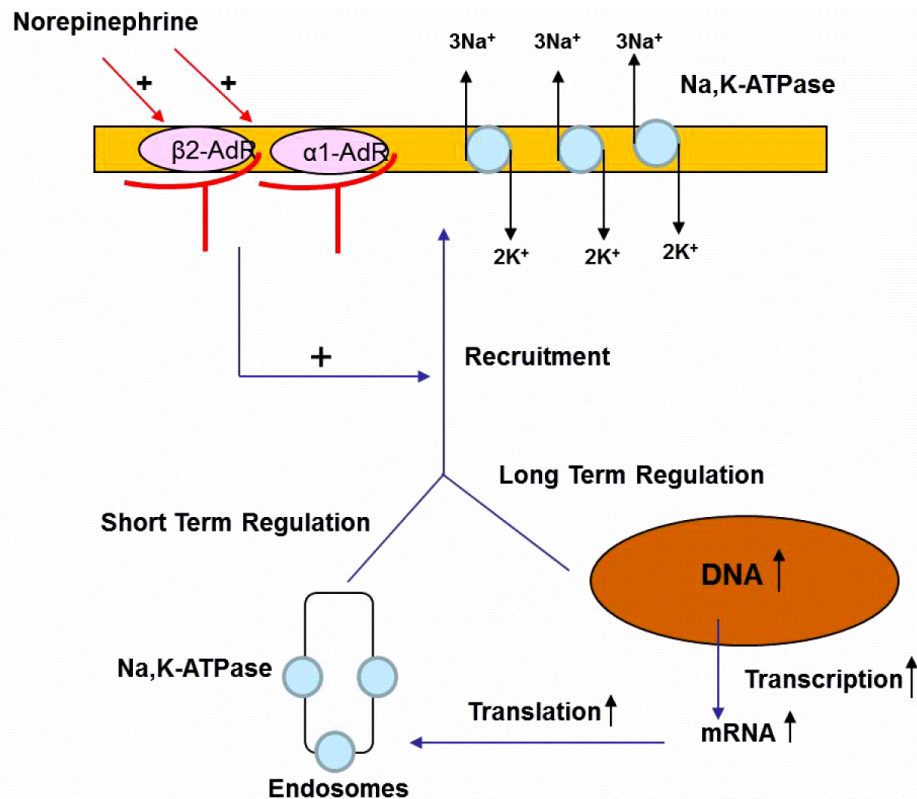 Norepinephrine
+
+
3Na⁺
3Na⁺
3Na⁺
Na,K-ATPase
β2-AdR
α1-AdR
2K⁺
2K⁺
2K⁺
+
Recruitment
Long Term Regulation
Short Term Regulation
DNA
Na,K-ATPase
Transcription
Translation
mRNA
Endosomes